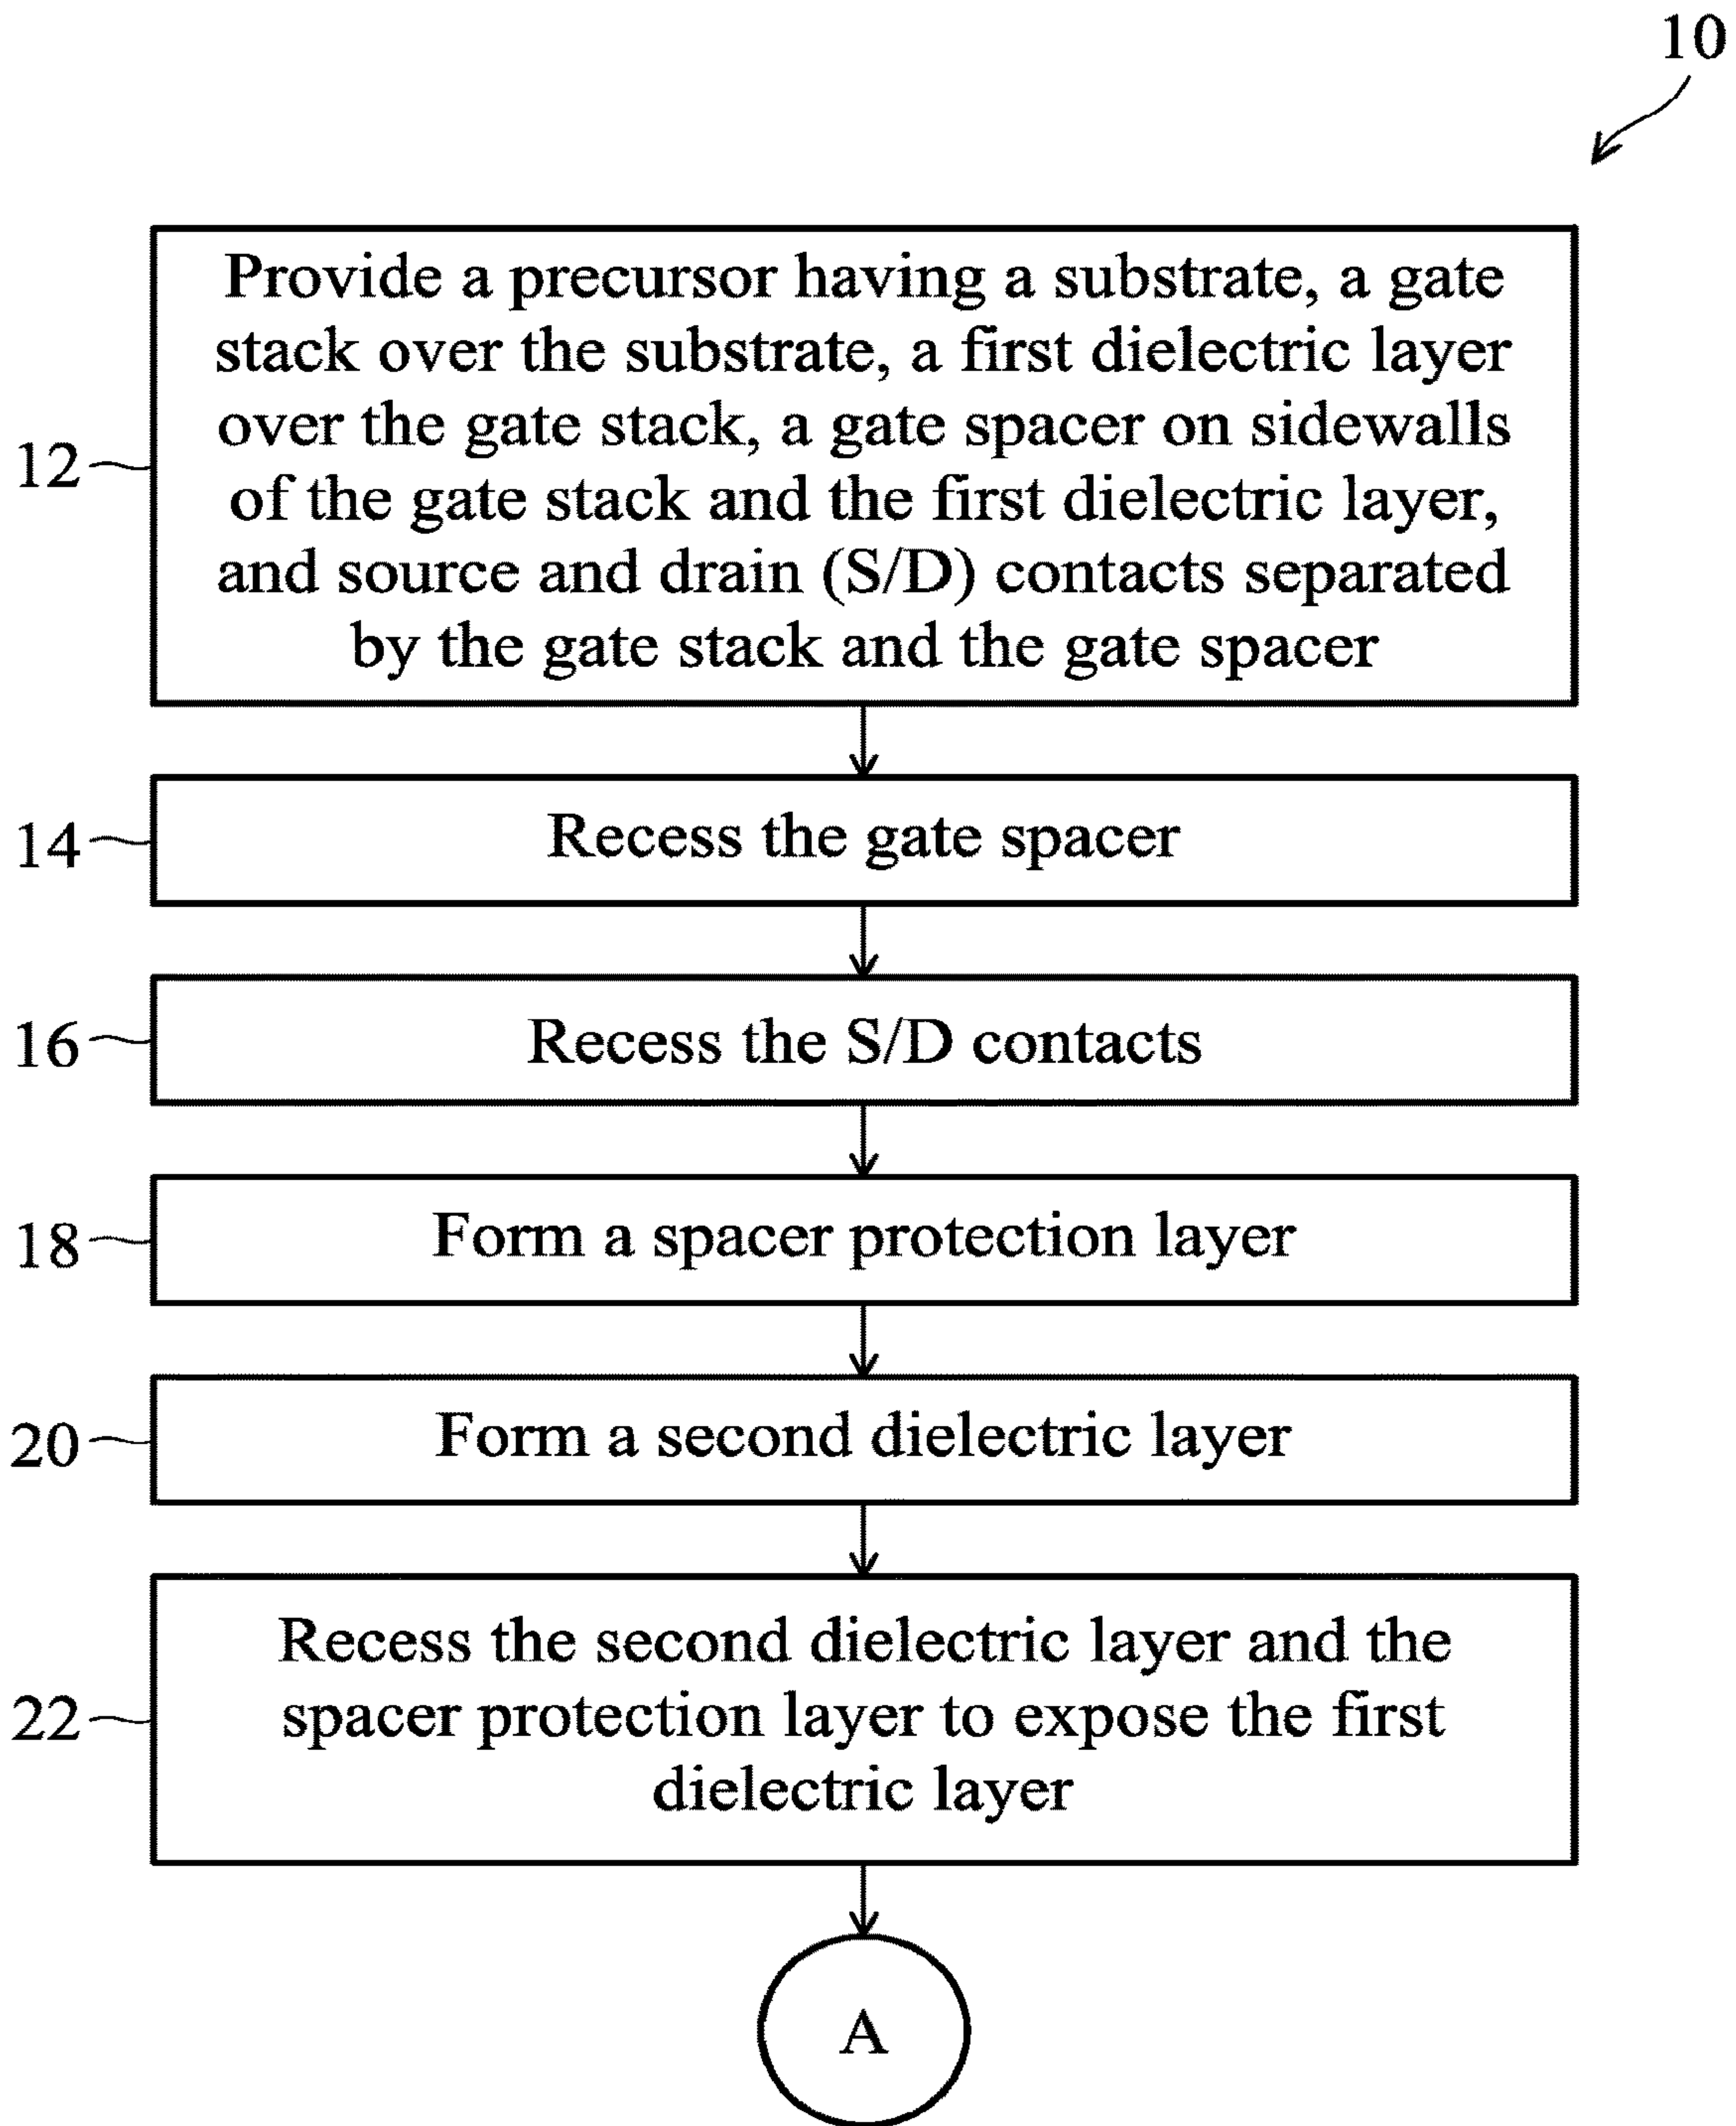 10
Provide a precursor having a substrate, a gate
stack over the substrate, a first dielectric layer
over the gate stack, a gate spacer on sidewalls
of the gate stack and the first dielectric layer,
and source and drain (S/D) contacts separated
by the gate stack and the gate spacer
12
Recess the gate spacer
14
Recess the S/D contacts
16
Form a spacer protection layer
18
Form a second dielectric layer
20
Recess the second dielectric layer and the
spacer protection layer to expose the first
dielectric layer
22
A